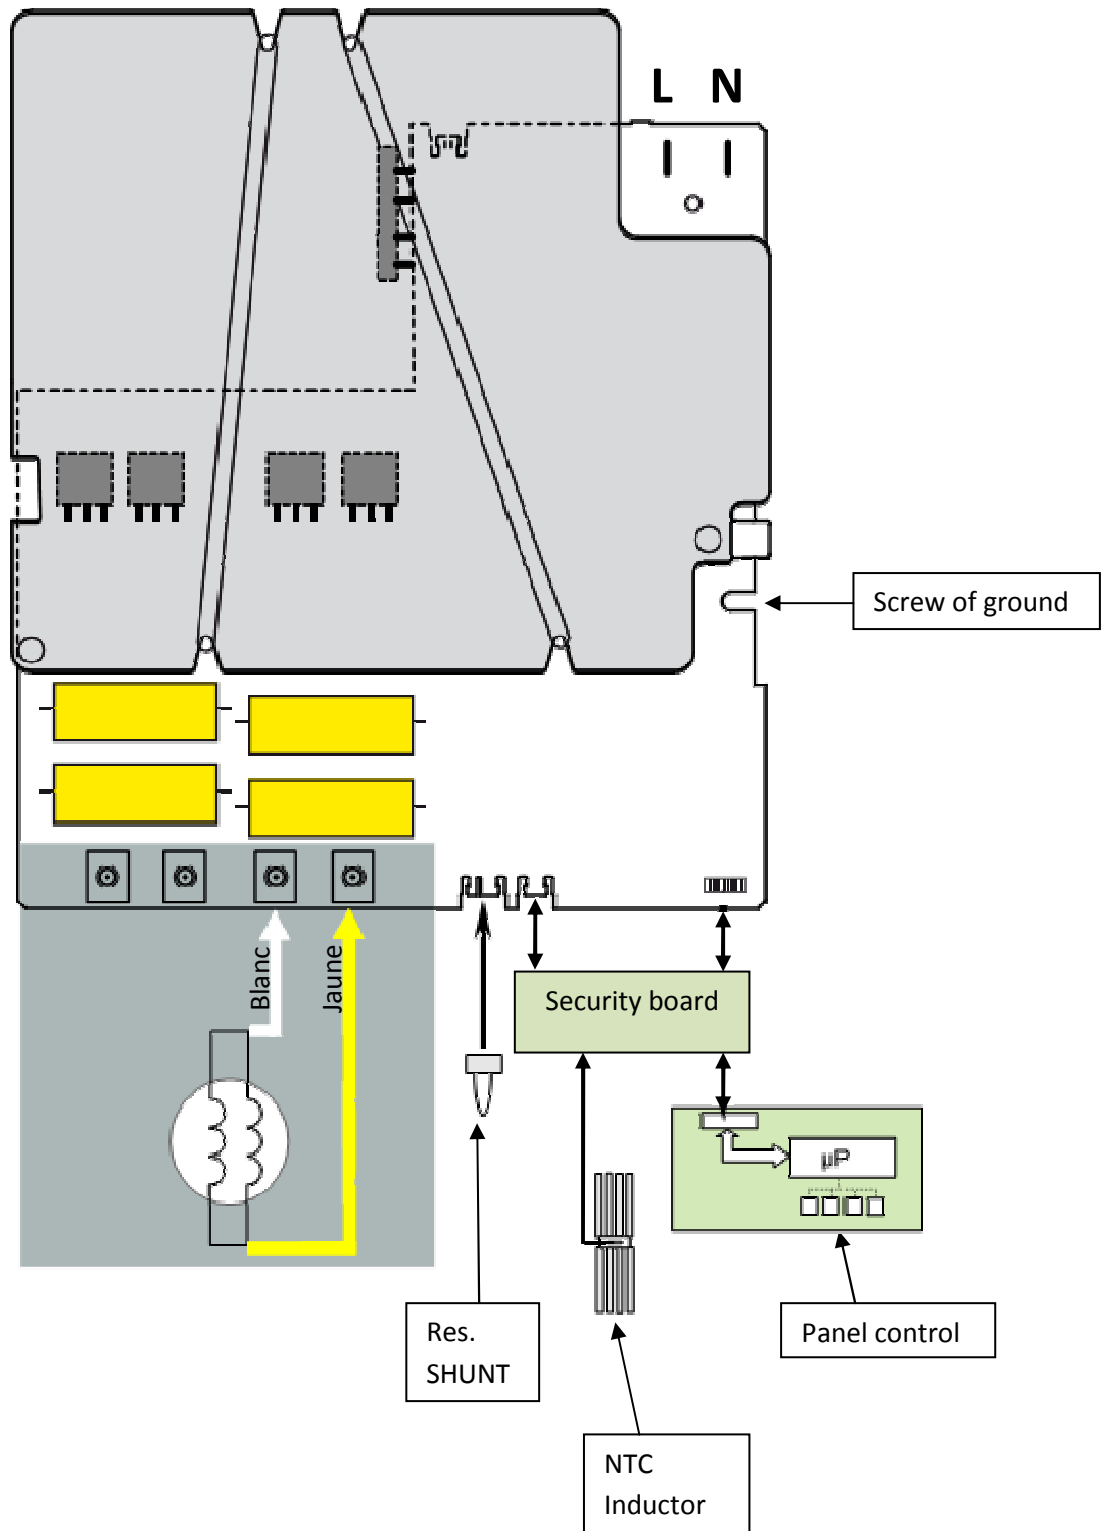 L N
Screw of ground
Blanc
Jaune
Security board
µP
Res.
SHUNT
Panel control
NTC
Inductor